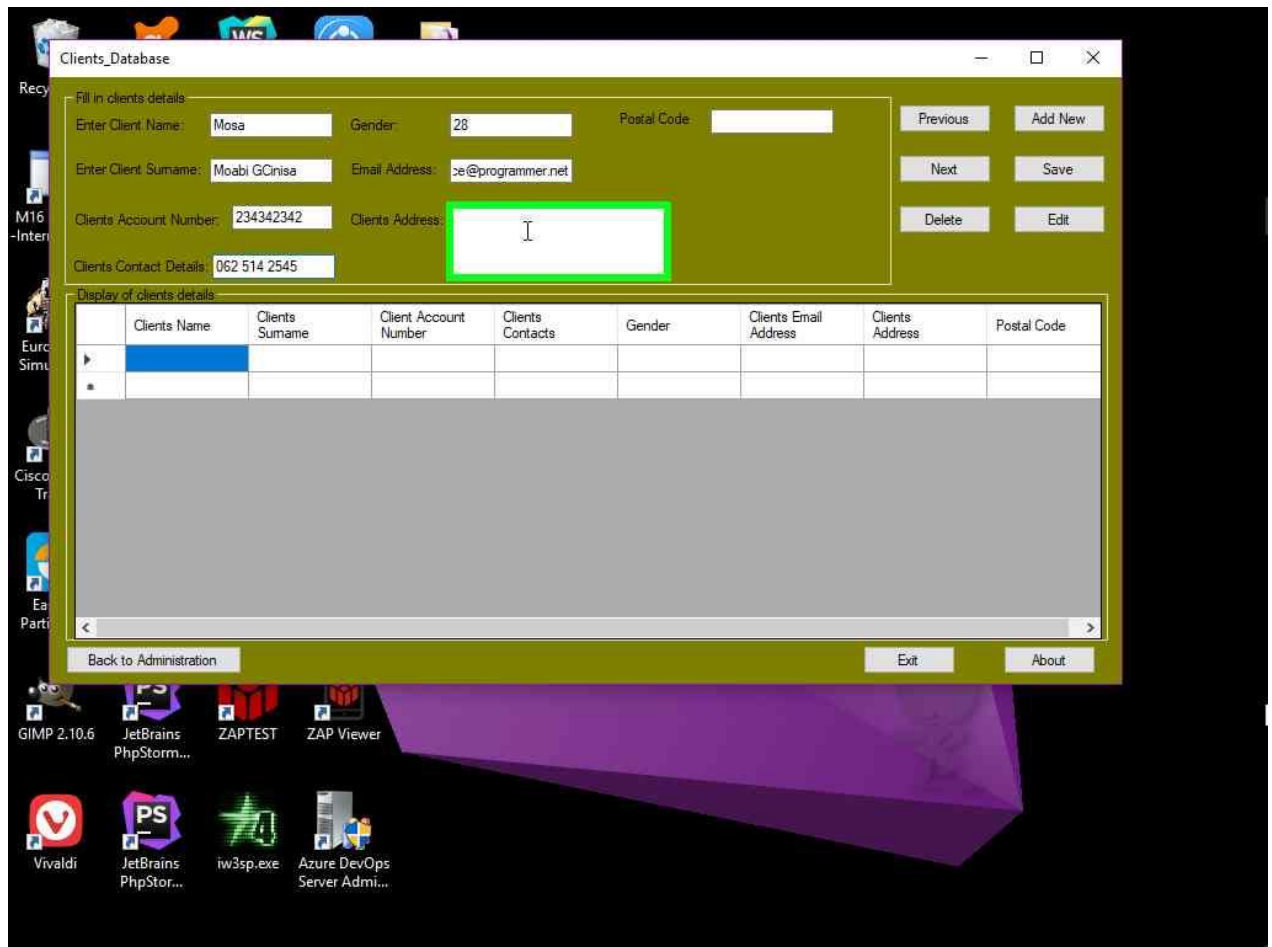 Clients_Database
Recy
Fill in clients details
Enter Client Name: Mosa Gender: 28 Postal Code Previous Add New
Enter Client Surname: Moabi GCinisa Email Address: ce@programmer.net Next Save
M16
-Intern
Clients Account Number: 234342342 Clients Address: Delete Edit
Clients Contact Details: 062 514 2545
Display of clients details
Clients Name Clients Surname Client Account Number Clients Contacts Gender Clients Email Address Clients Address Postal Code
Euro
Simu
Cisco
Tr
Ea
Parti
Back to Administration Exit About
GIMP 2.10.6 JetBrains PhpStorm... ZAPTEST ZAP Viewer
PS
Vivaldi JetBrains PhpStor... iw3sp.exe Azure DevOps Server Admi...